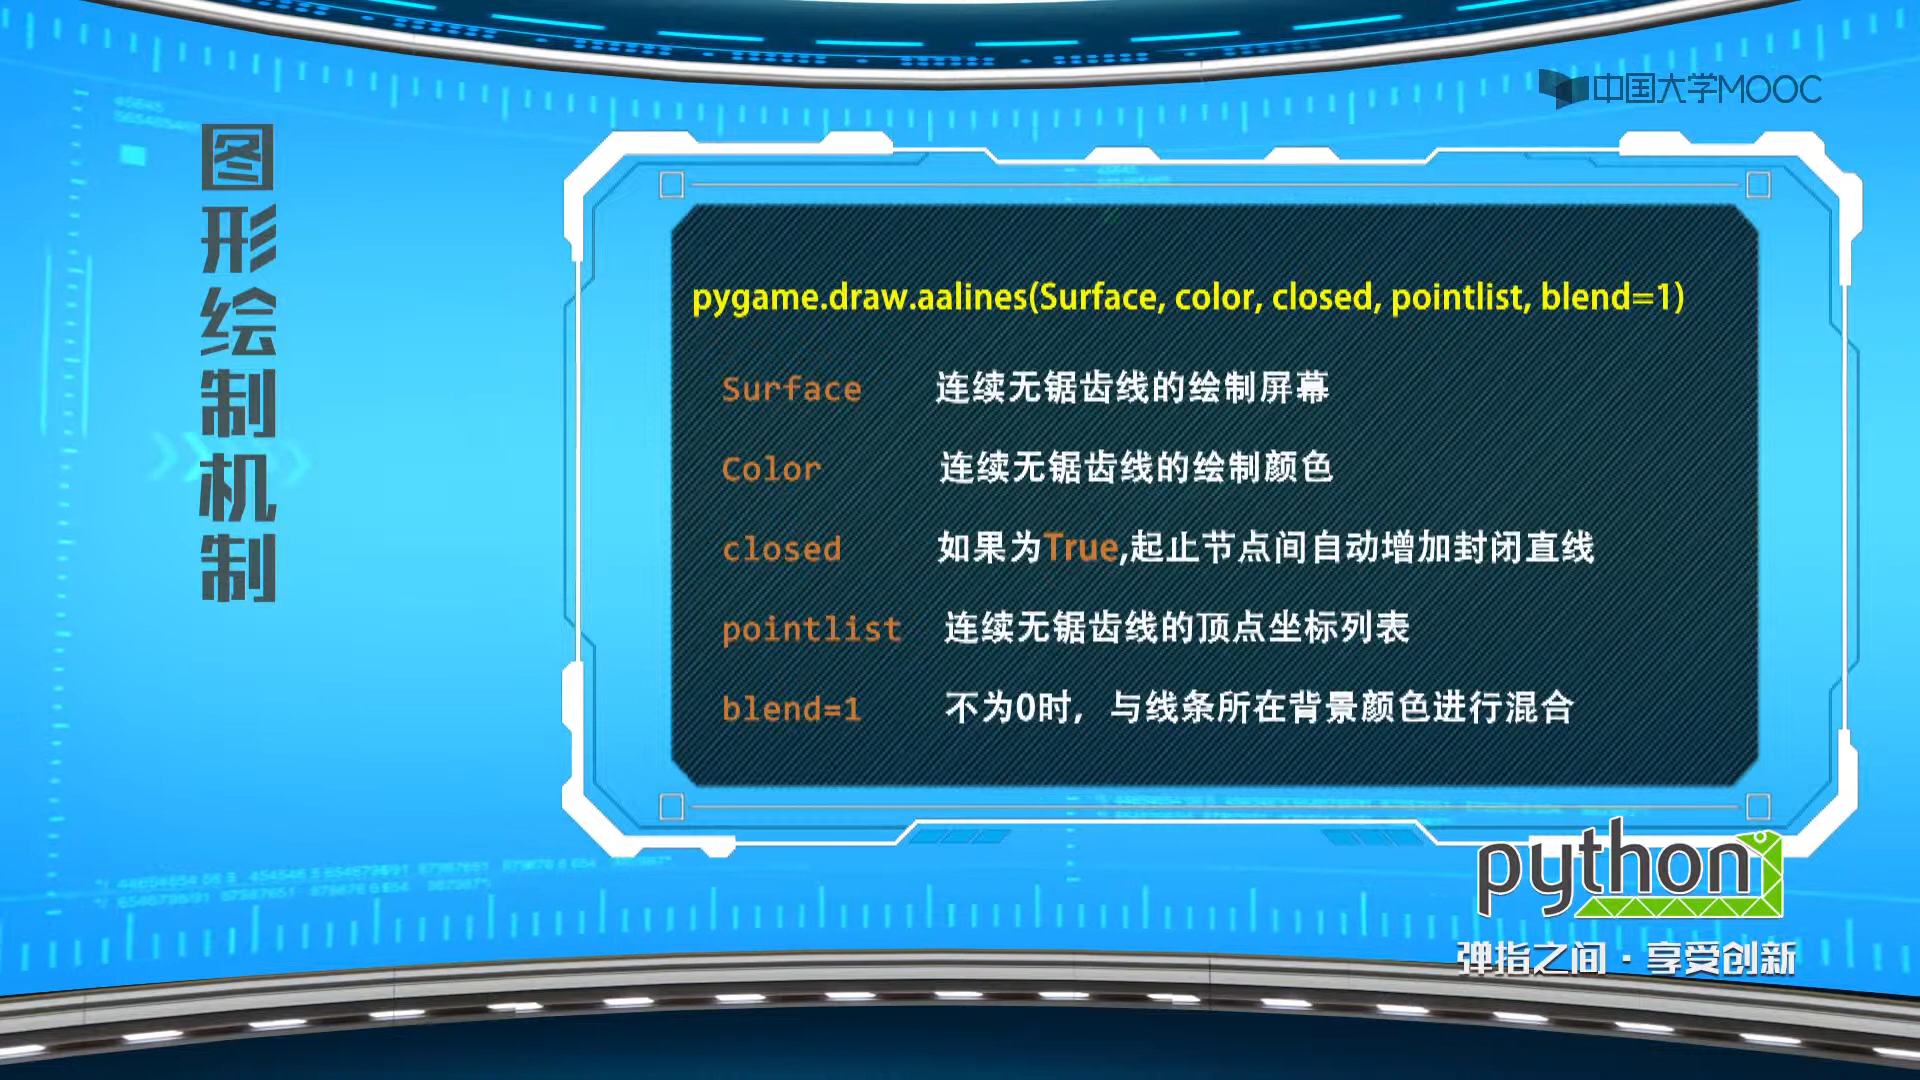 中国大学MOOC
图形绘制机制
pygame.draw.aalines(Surface, color, closed, pointlist, blend=1)
Surface 连续无锯齿线的绘制屏幕
Color 连续无锯齿线的绘制颜色
closed 如果为True,起止节点间自动增加封闭直线
pointlist 连续无锯齿线的顶点坐标列表
blend=1 不为0时，与线条所在背景颜色进行混合
python
弹指之间·享受创新